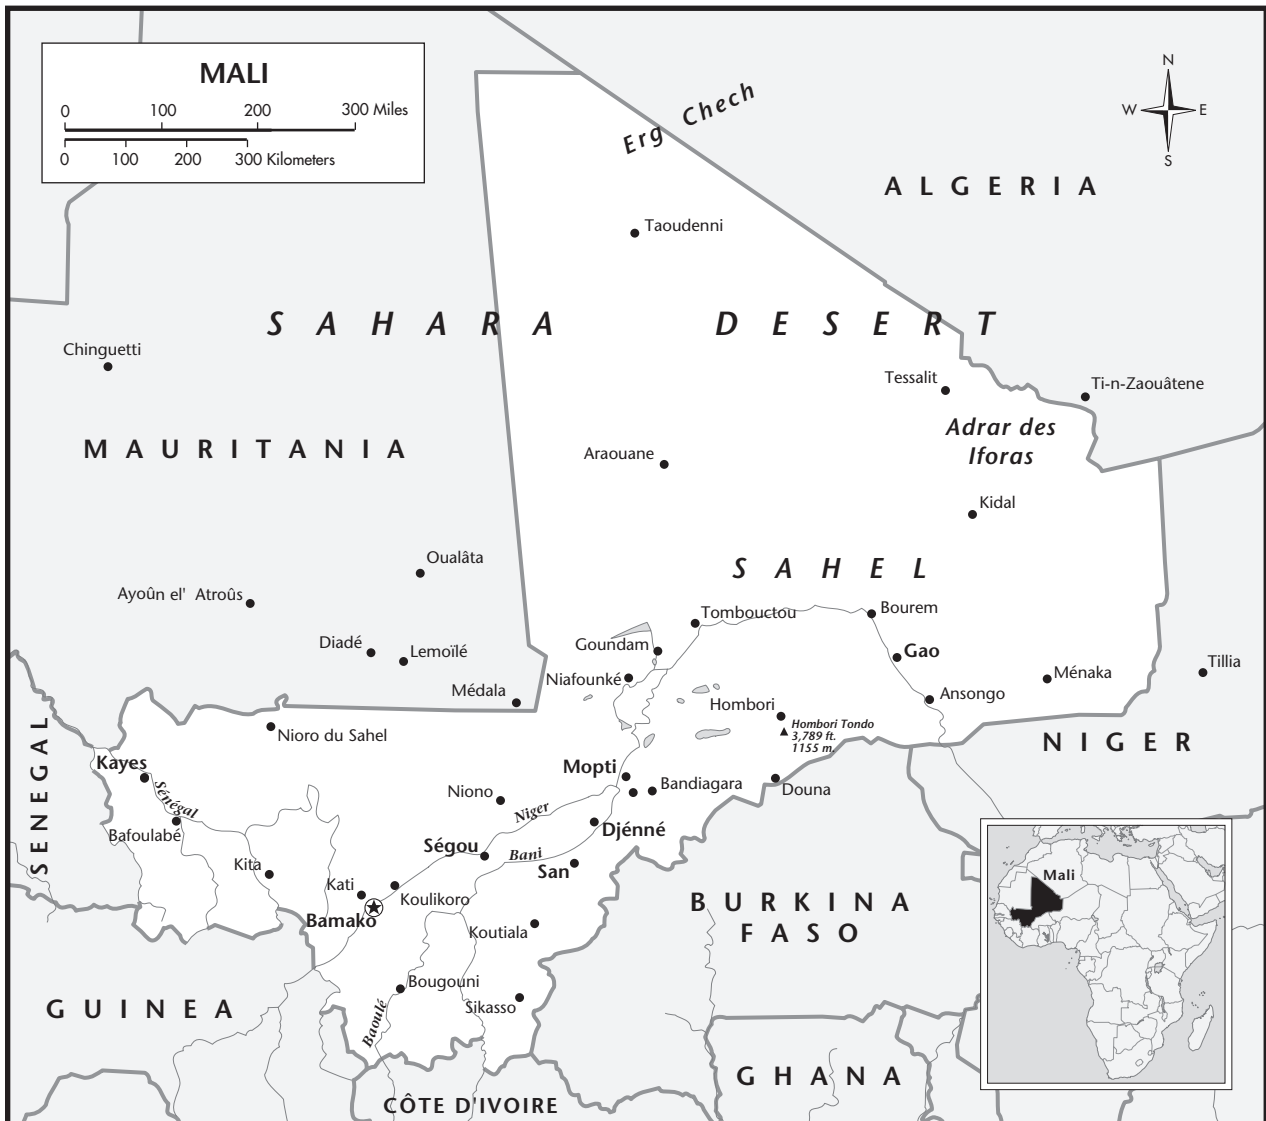 MALI
0 100 200 300 Miles
0 100 200 300 Kilometers
N
W E
S
Erg Chech
ALGERIA
Taoudenni
SAHARA DESERT
Chinguetti
Tessalit
Ti-n-Zaouâtene
Adrar des
Iforas
MAURITANIA
Araouane
Kidal
Oualâta
SAHEL
Ayoûn el' Atroûs
Tombouctou
Bourem
Diadé
Lemoïlé
Goundam
Gao
Tillia
Médala
Niafounké
Ménaka
Ansongo
Hombori
Hombori Tondo
3,789 ft.
1155 m.
SENEGAL
Nioro du Sahel
NIGER
Kayes
Mopti
Sénégal
Niono
Bandiagara
Douna
Niger
Bafoulabé
Djénné
Ségou
Bani
Kita
San
Mali
Kati
Koulikoro
Bamako
BURKINA
FASO
Koutiala
Bougouni
Sikasso
GUINEA
Baoulé
GHANA
CÔTE D'IVOIRE